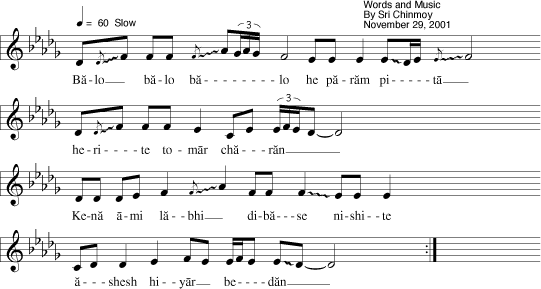 Words and Music
By Sri Chinmoy
November 29, 2001
= 60 Slow
3
Bă-lo bă-lo bă--------lo he pă-răm pi----tā
3
he-ri----te to-mār chă---răn
Ke-nă ā-mi lă--bhi di-bă---se ni-shi--te
ă---shesh hi-yăr be----dăn